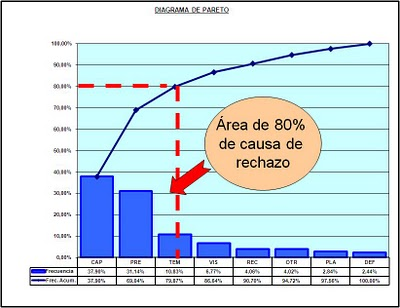 DIAGRAMA DE PARETO
100,00%
90,00%
80,00%
70,00%
60,00%
50,00%
40,00%
30,00%
20,00%
10,00%
0,00%
Área de 80%
de causa de
rechazo
CAP PRE TEM VIS REC OTR PLA DEF
Frecuencia 37,90% 31,14% 10,83% 6,77% 4,06% 4,02% 2,84% 2,44%
Frec. Acum. 37,90% 69,04% 79,87% 86,64% 90,70% 94,72% 97,56% 100,00%